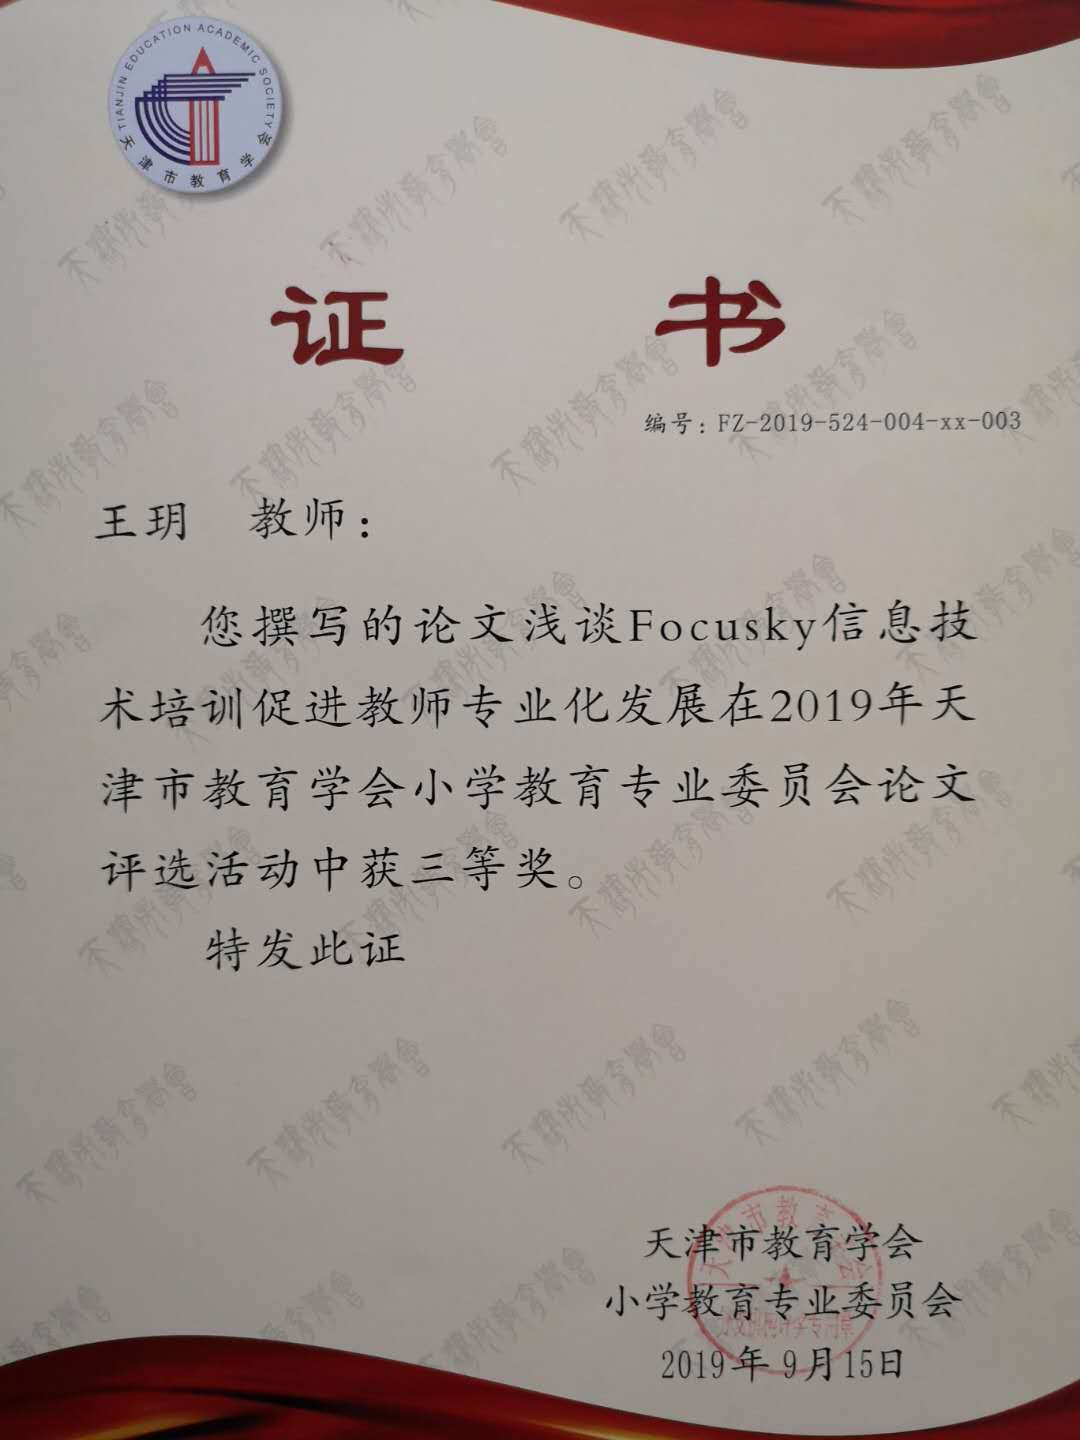 TIANJIN EDUCATION ACADEMIC SOCIETY
天津市教育学会
证 书
编号：FZ-2019-524-004-xx-003
王玥 教师：
您撰写的论文浅谈Focusky信息技
术培训促进教师专业化发展在2019年天
津市教育学会小学教育专业委员会论文
评选活动中获三等奖。
特发此证
天津市教育学会
小学教育专业委员会
2019年 9月15日